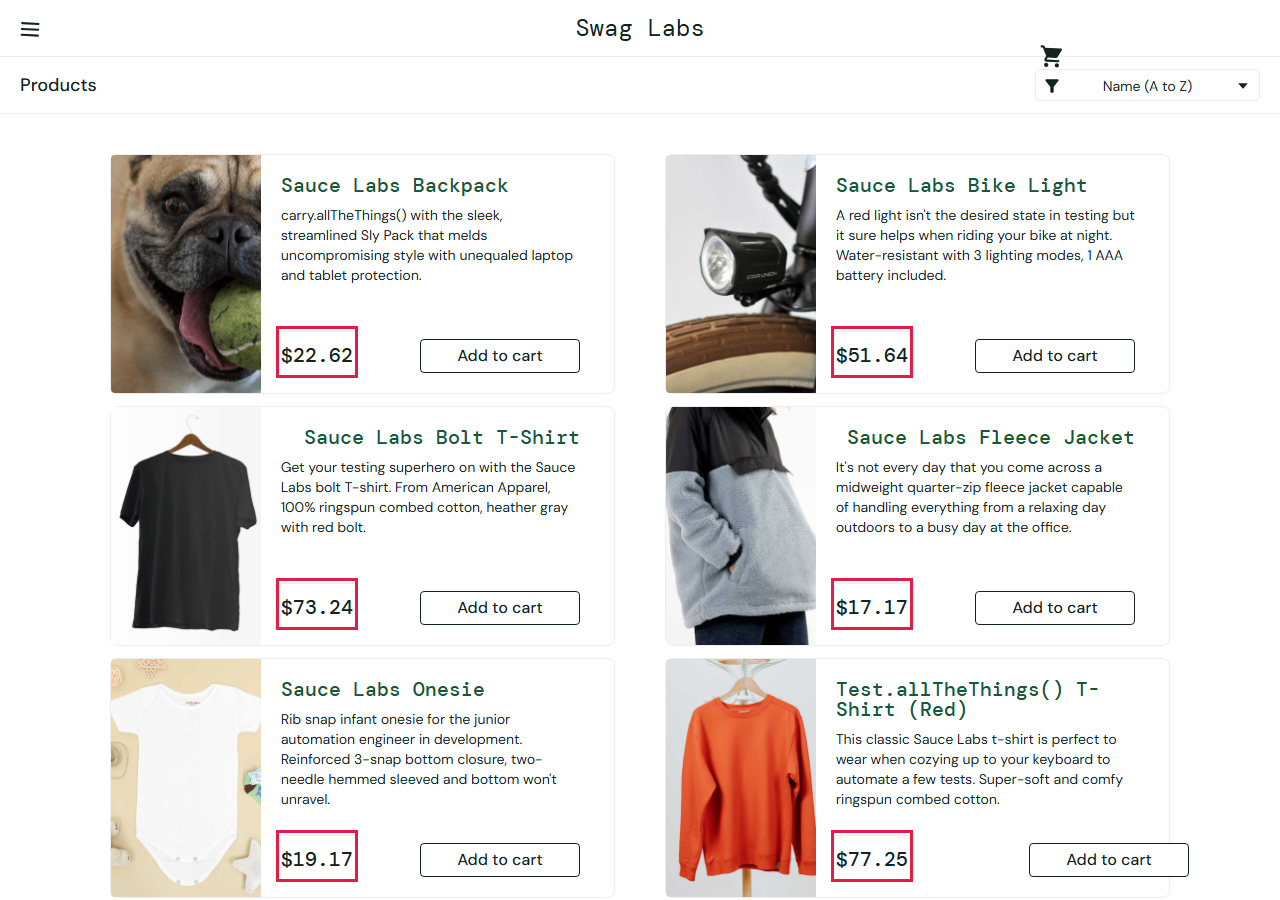 Swag Labs
Products
Name (A to Z)
Sauce Labs Backpack
carry.allTheThings() with the sleek,
streamlined Sly Pack that melds
uncompromising style with unequaled laptop
and tablet protection.
$22.62
Add to cart
Sauce Labs Bike Light
A red light isn't the desired state in testing but
it sure helps when riding your bike at night.
Water-resistant with 3 lighting modes, 1 AAA
battery included.
$51.64
Add to cart
Sauce Labs Bolt T-Shirt
Get your testing superhero on with the Sauce
Labs bolt T-shirt. From American Apparel,
100% ringspun combed cotton, heather gray
with red bolt.
$73.24
Add to cart
Sauce Labs Fleece Jacket
It's not every day that you come across a
midweight quarter-zip fleece jacket capable
of handling everything from a relaxing day
outdoors to a busy day at the office.
$17.17
Add to cart
Sauce Labs Onesie
Rib snap infant onesie for the junior
automation engineer in development.
Reinforced 3-snap bottom closure, two-
needle hemmed sleeved and bottom won't
unravel.
$19.17
Add to cart
Test.allTheThings() T-
Shirt (Red)
This classic Sauce Labs t-shirt is perfect to
wear when cozying up to your keyboard to
automate a few tests. Super-soft and comfy
ringspun combed cotton.
$77.25
Add to cart